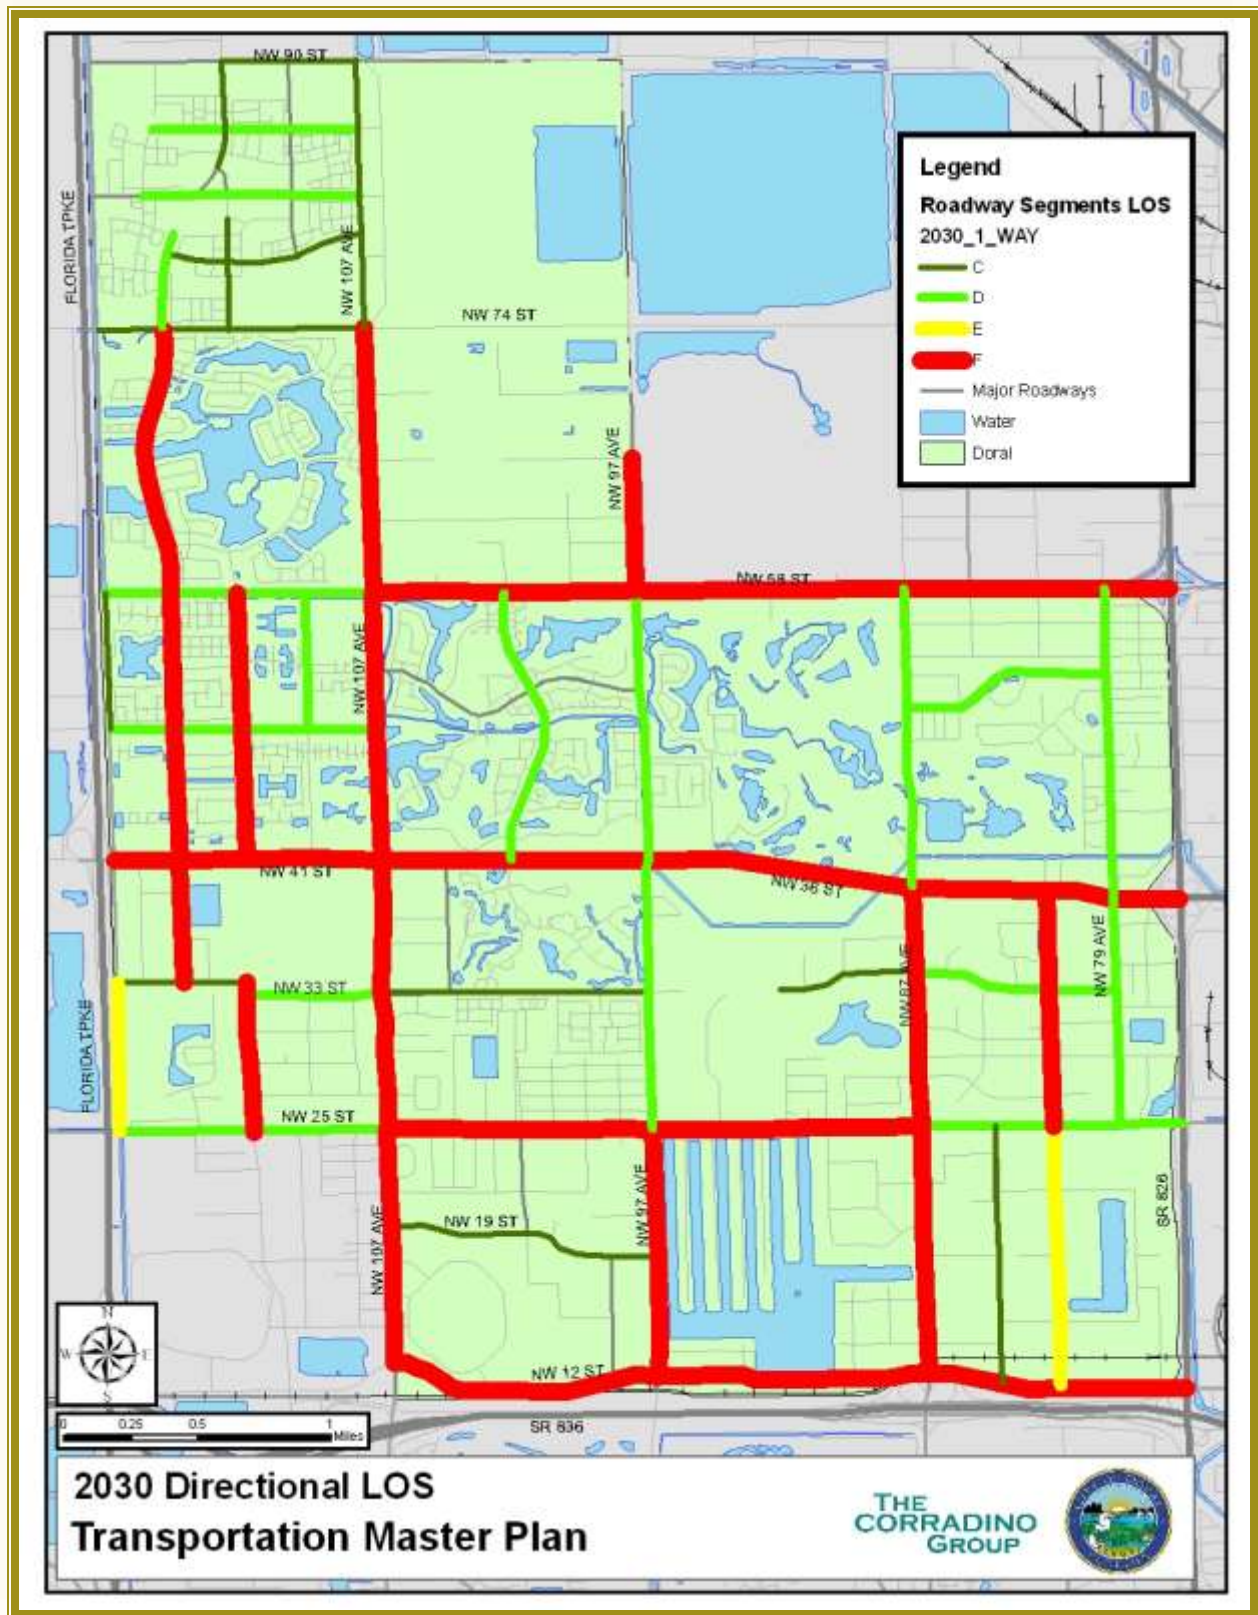 NW 90 ST
Legend
Roadway Segments LOS
2030_1_WAY
C
D
E
F
Major Roadways
Water
Doral
FLORIDA TPKE
NW 107 AVE
NW 74 ST
NW 97 AVE
NW 58 ST
NW 107 AVE
NW 41 ST
NW 36 ST
NW 79 AVE
NW 87 AVE
NW 33 ST
FLORIDA TPKE
NW 25 ST
NW 19 ST
NW 97 AVE
NW 107 AVE
SR 826
N
W E
S
NW 12 ST
0 0.25 0.5 1
Miles
SR 836
2030 Directional LOS
Transportation Master Plan
THE
CORRADINO
GROUP